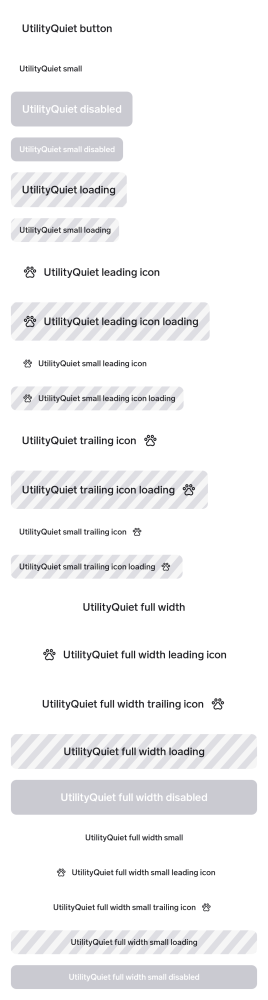 UtilityQuiet button
UtilityQuiet small
UtilityQuiet disabled
UtilityQuiet small disabled
UtilityQuiet loading
UtilityQuiet small loading
UtilityQuiet leading icon
UtilityQuiet leading icon loading
UtilityQuiet small leading icon
UtilityQuiet small leading icon loading
UtilityQuiet trailing icon
UtilityQuiet trailing icon loading
UtilityQuiet small trailing icon
UtilityQuiet small trailing icon loading
UtilityQuiet full width
UtilityQuiet full width leading icon
UtilityQuiet full width trailing icon
UtilityQuiet full width loading
UtilityQuiet full width disabled
UtilityQuiet full width small
UtilityQuiet full width small leading icon
UtilityQuiet full width small trailing icon
UtilityQuiet full width small loading
UtilityQuiet full width small disabled